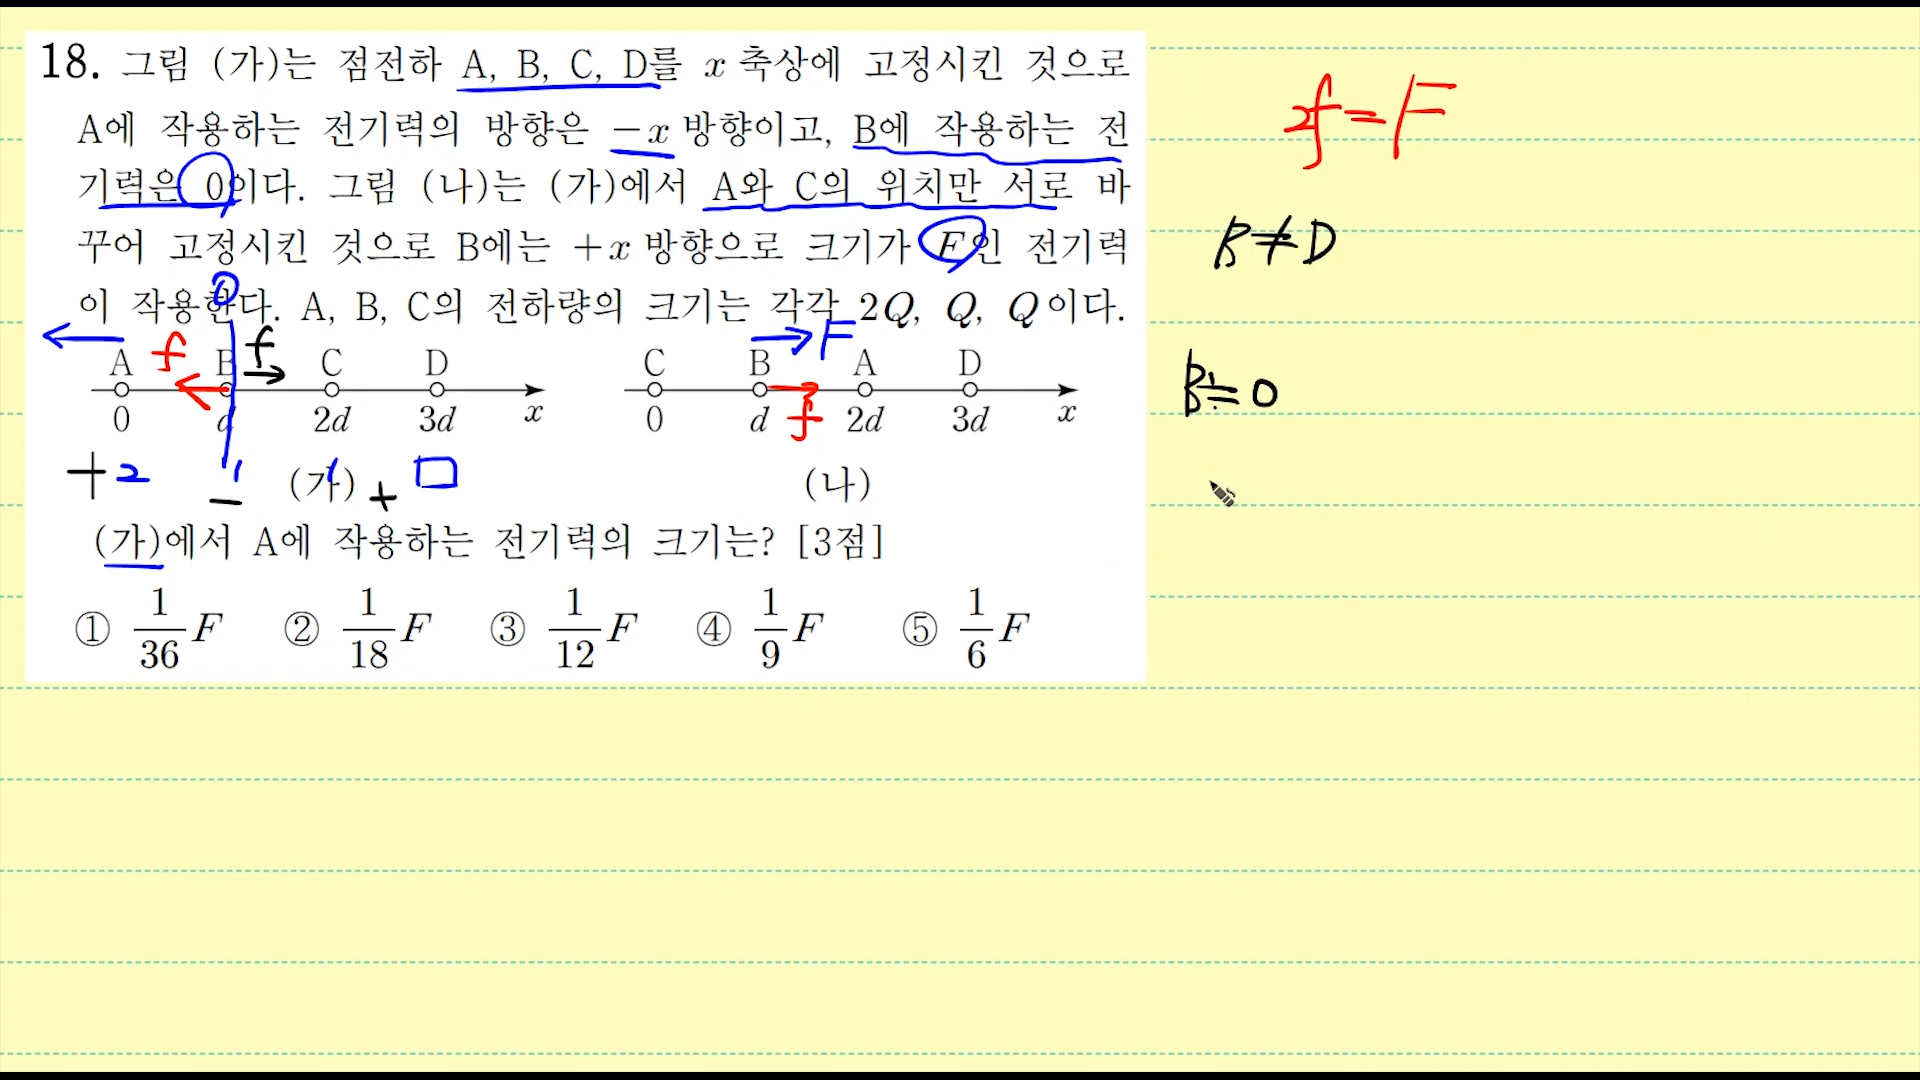 18. 그림 (가)는 점전하 A, B, C, D를 x축상에 고정시킨 것으로
A에 작용하는 전기력의 방향은 −x방향이고, B에 작용하는 전
기력은 0이다. 그림 (나)는 (가)에서 A와 C의 위치만 서로 바
꾸어 고정시킨 것으로 B에는 +x방향으로 크기가 F인 전기력
이 작용한다. A, B, C의 전하량의 크기는 각각 2Q, Q, Q이다.
0
f f F
A B C D C B A D
0 d 2d 3d x 0 d 2d 3d x
f
+2 1 1 □
− (가) + (나)
(가)에서 A에 작용하는 전기력의 크기는? [3점]
① 1/36 F ② 1/18 F ③ 1/12 F ④ 1/9 F ⑤ 1/6 F
2f = F
B ≠ D